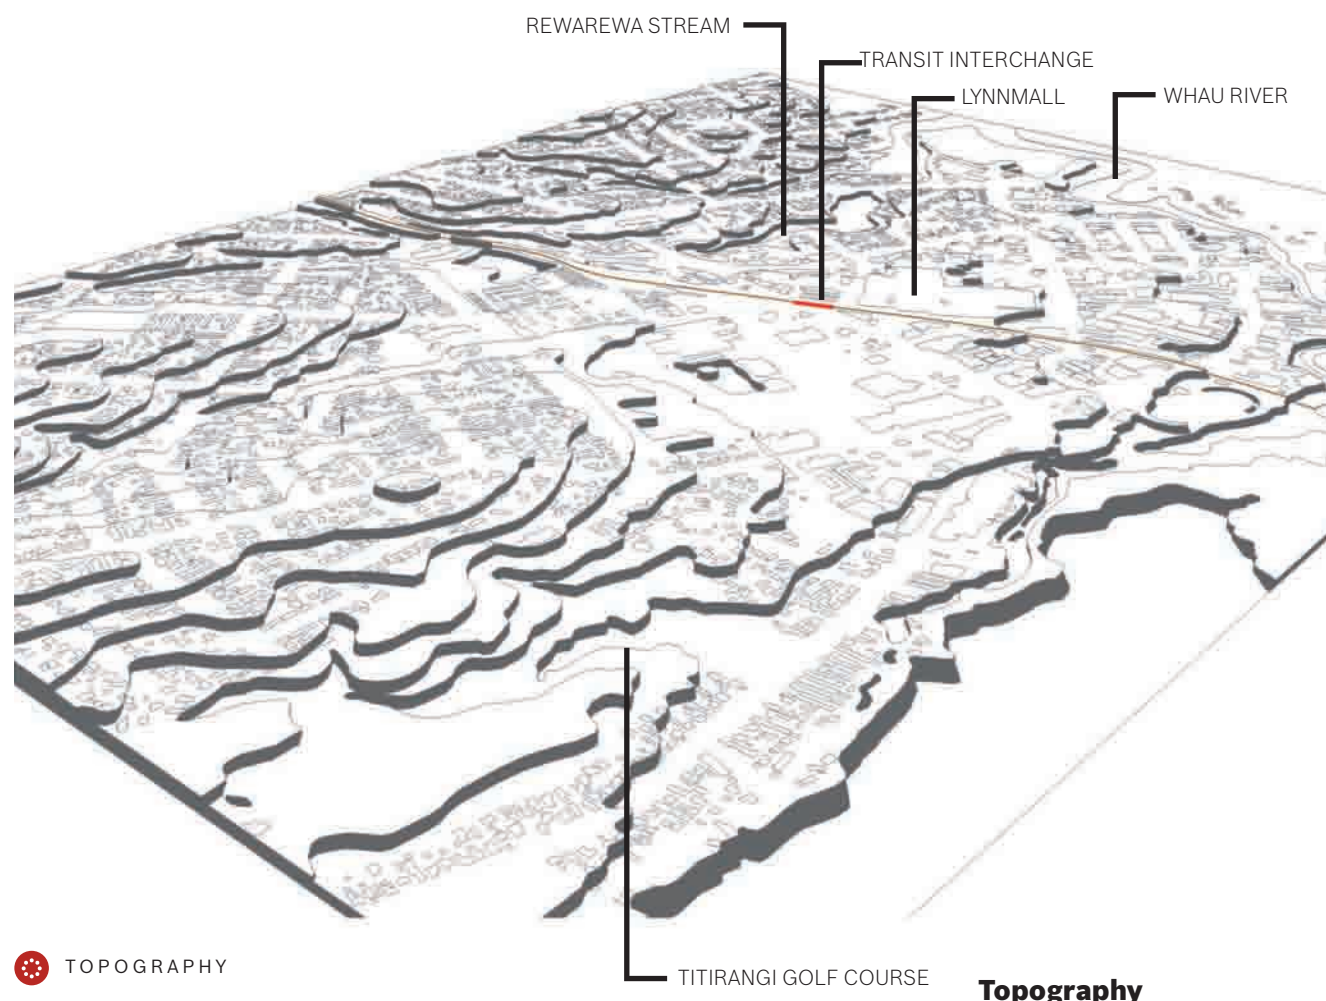 REWAREWA STREAM
TRANSIT INTERCHANGE
LYNNMALL
WHAU RIVER
TOPOGRAPHY
TITIRANGI GOLF COURSE
Topography